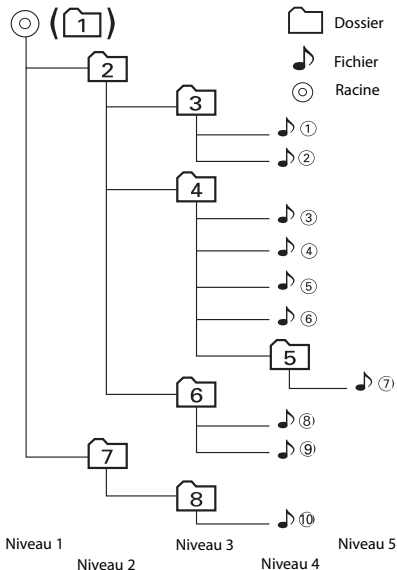 (1)
Dossier
2
Fichier
Racine
3
①
②
4
③
④
⑤
⑥
5
⑦
6
⑧
⑨
7
8
⑩
Niveau 1
Niveau 2
Niveau 3
Niveau 4
Niveau 5